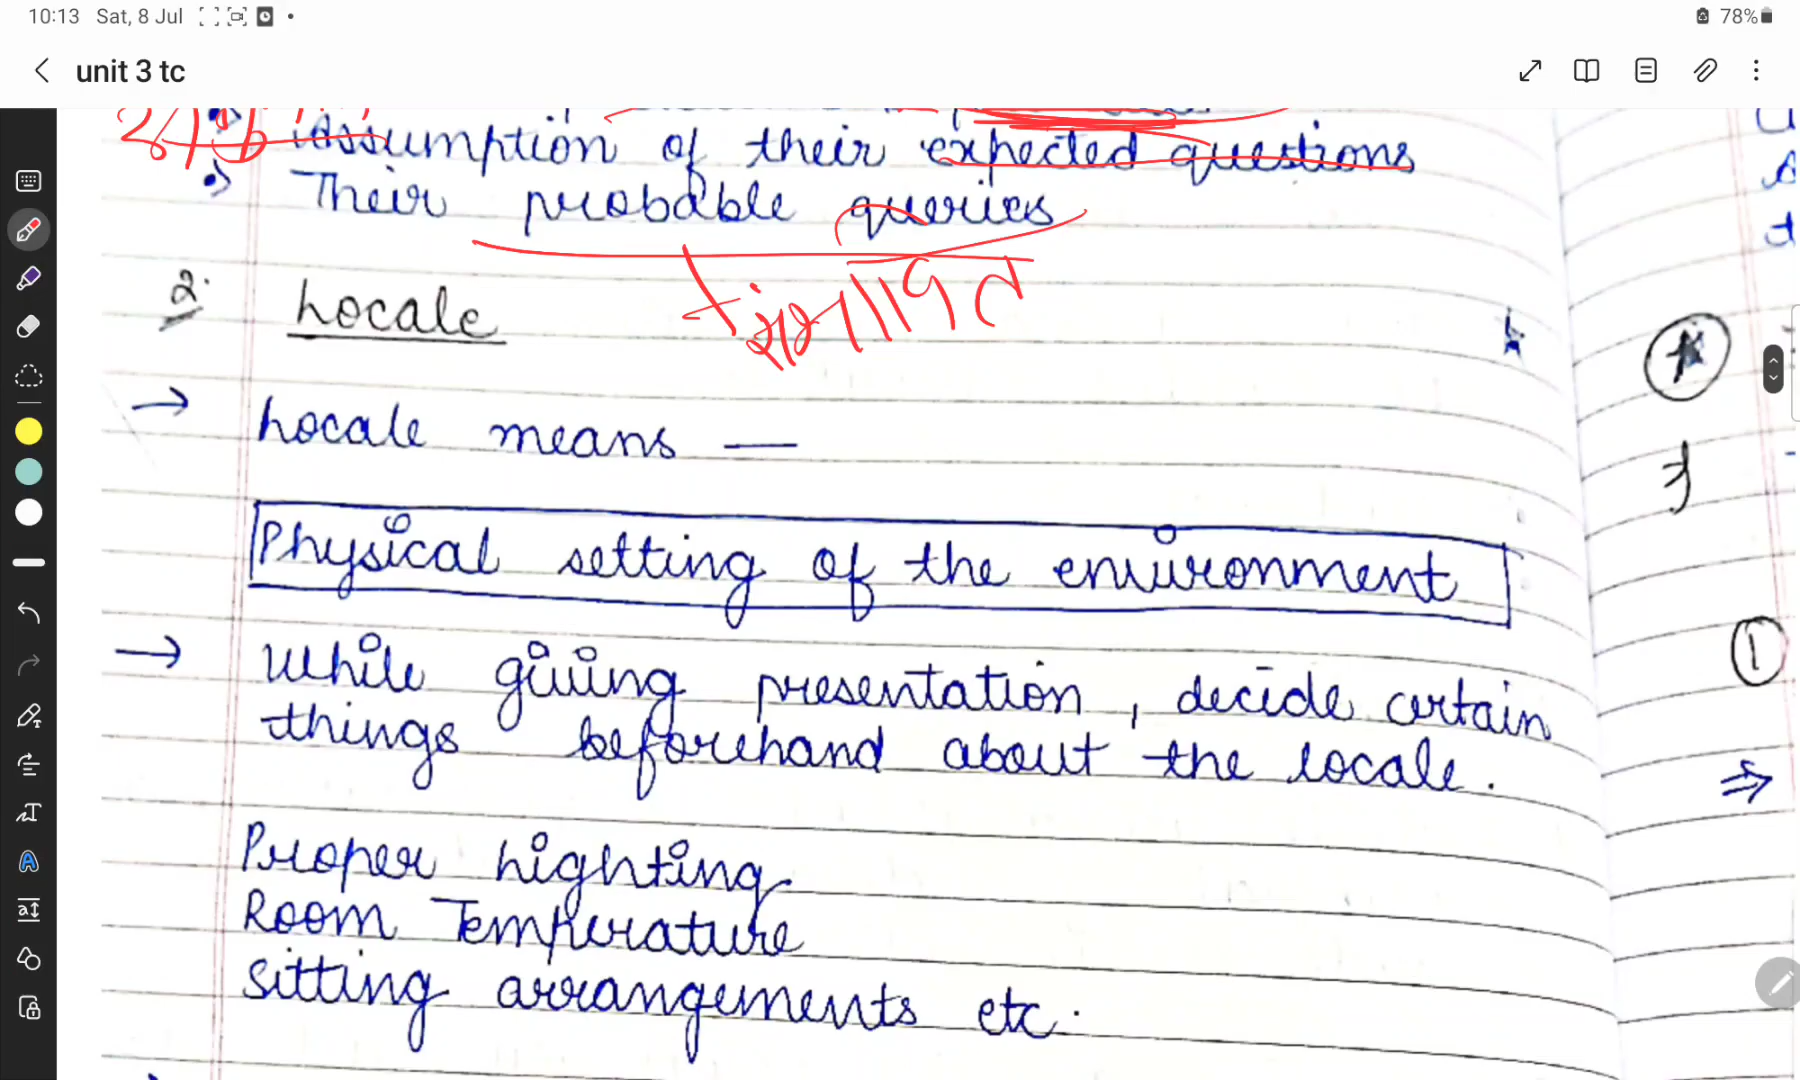 10:13 Sat, 8 Jul
78%
unit 3 tc
assumption of their expected questions
Their probable queries
2. Locale
→ Locale means —
Physical setting of the environment
→ While giving presentation, decide certain
things beforehand about the locale.
Proper Lighting
Room Temperature
Sitting arrangements etc.
①
⇒